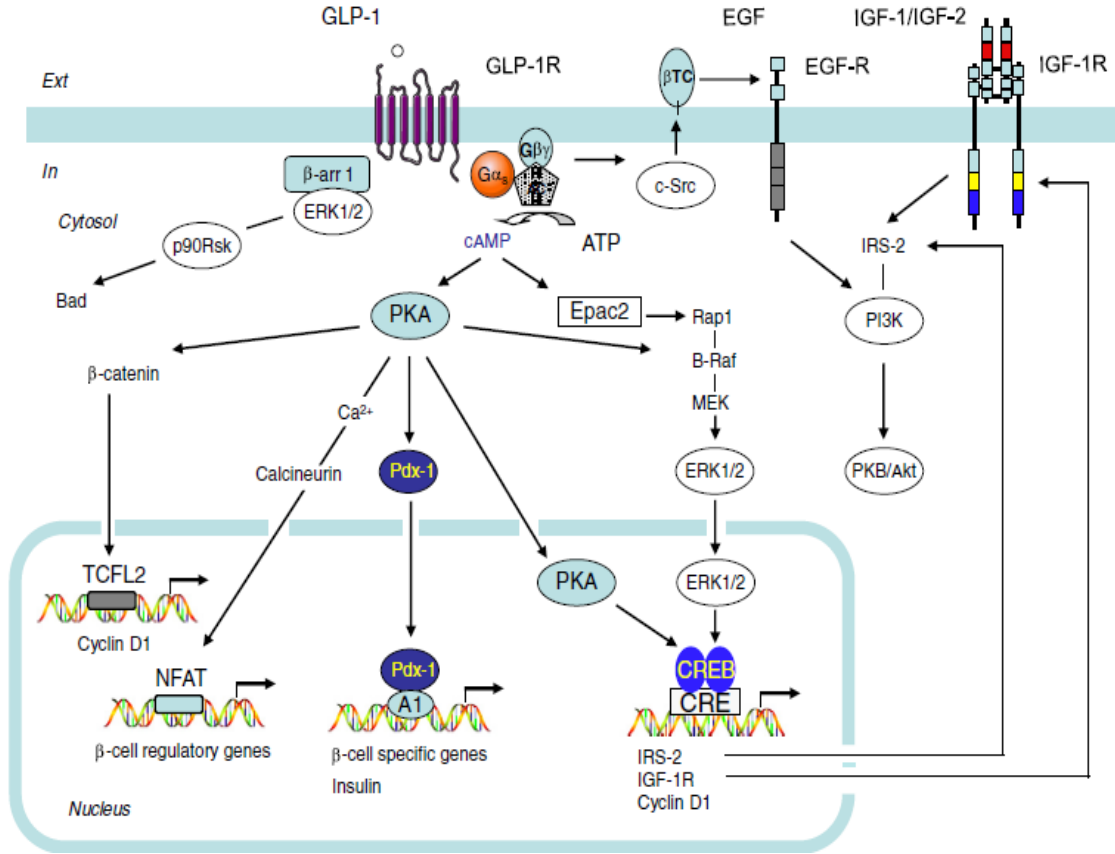 GLP-1
EGF
IGF-1/IGF-2
GLP-1R
βTC
EGF-R
IGF-1R
Ext
In
Gβγ
Gαs
c-Src
β-arr 1
ERK1/2
Cytosol
p90Rsk
cAMP
ATP
IRS-2
Bad
PKA
Epac2
Rap1
PI3K
B-Raf
β-catenin
MEK
Ca2+
Calcineurin
Pdx-1
ERK1/2
PKB/Akt
TCFL2
PKA
ERK1/2
Cyclin D1
NFAT
Pdx-1
CREB
A1
CRE
β-cell regulatory genes
β-cell specific genes
Insulin
IRS-2
IGF-1R
Cyclin D1
Nucleus